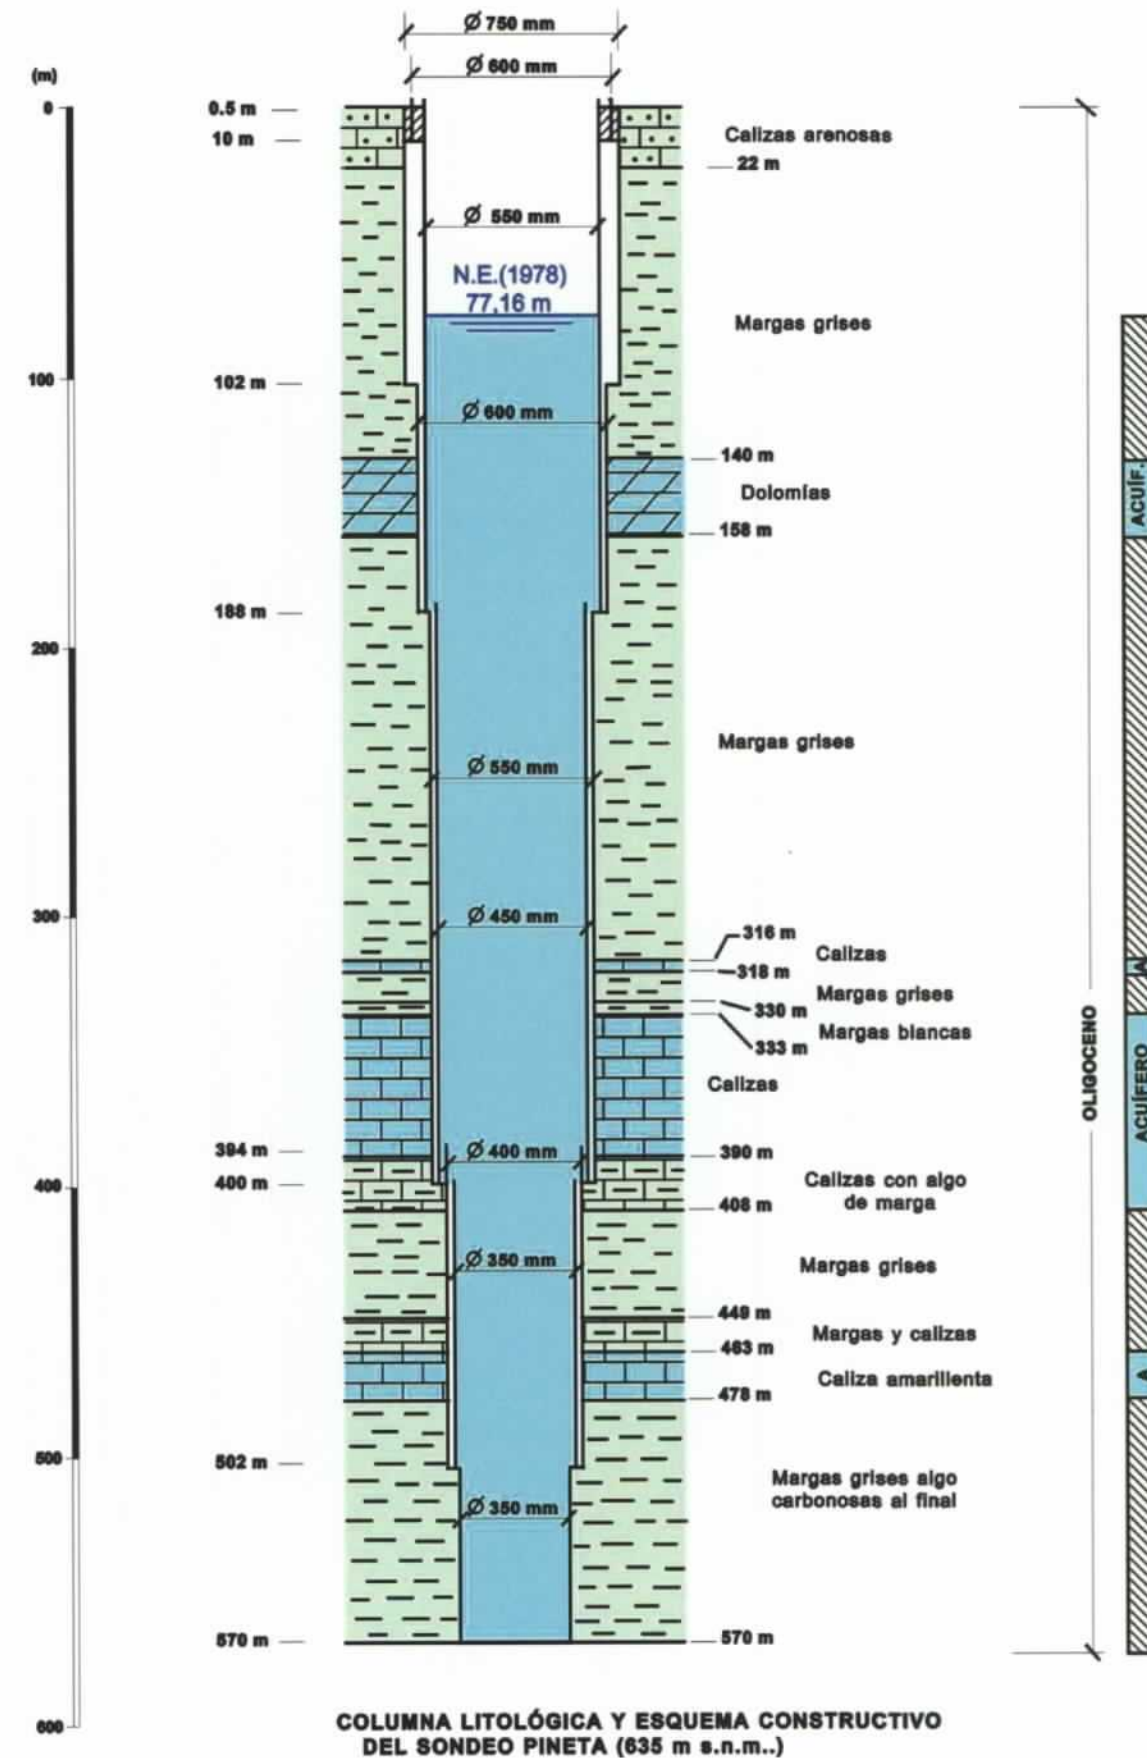 Ø 750 mm
Ø 600 mm
(m)
0
0.5 m
10 m
Calizas arenosas
22 m
Ø 550 mm
N.E.(1978)
77,16 m
Margas grises
100
102 m
Ø 600 mm
140 m
Dolomías
ACUÍF.
158 m
188 m
200
Margas grises
Ø 550 mm
300
Ø 450 mm
316 m
Calizas
318 m
A
Margas grises
330 m
Margas blancas
333 m
Calizas
OLIGOCENO
ACUÍFERO
394 m
Ø 400 mm
390 m
400
400 m
Calizas con algo
de marga
408 m
Ø 350 mm
Margas grises
449 m
Margas y calizas
463 m
Caliza amarillenta
A
478 m
500
502 m
Margas grises algo
carbonosas al final
Ø 350 mm
570 m
570 m
600
COLUMNA LITOLÓGICA Y ESQUEMA CONSTRUCTIVO
DEL SONDEO PINETA (635 m s.n.m..)